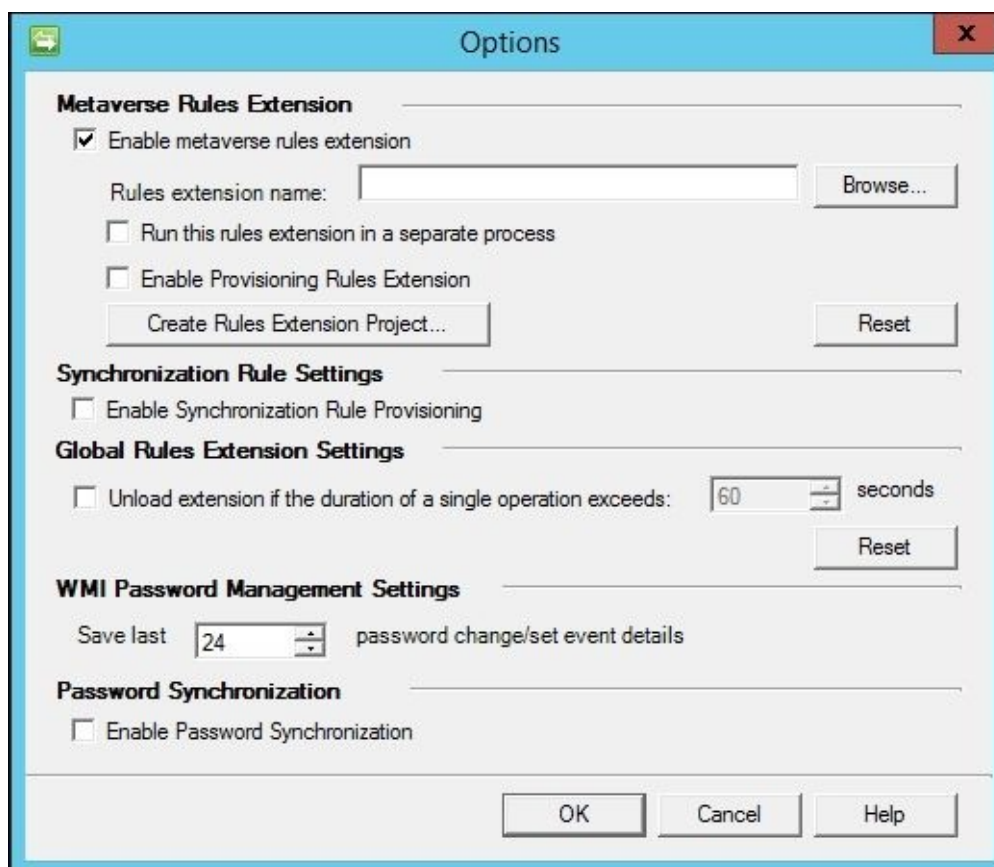 Options
x
Metaverse Rules Extension
Enable metaverse rules extension
Rules extension name: Browse...
Run this rules extension in a separate process
Enable Provisioning Rules Extension
Create Rules Extension Project... Reset
Synchronization Rule Settings
Enable Synchronization Rule Provisioning
Global Rules Extension Settings
Unload extension if the duration of a single operation exceeds: 60 seconds
Reset
WMI Password Management Settings
Save last 24 password change/set event details
Password Synchronization
Enable Password Synchronization
OK Cancel Help